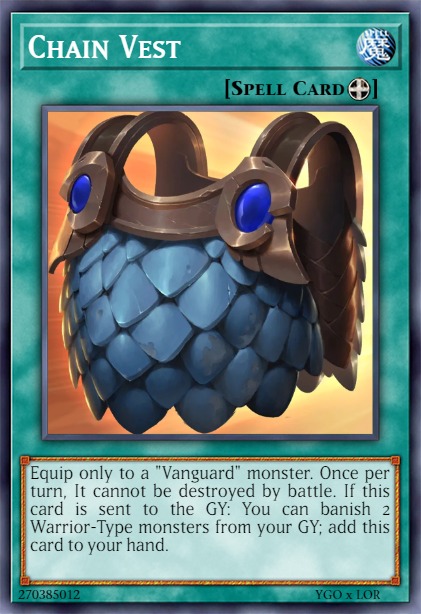 Chain Vest
魔
[Spell Card]
Equip only to a "Vanguard" monster. Once per
turn, It cannot be destroyed by battle. If this
card is sent to the GY: You can banish 2
Warrior-Type monsters from your GY; add this
card to your hand.
270385012 YGO x LOR